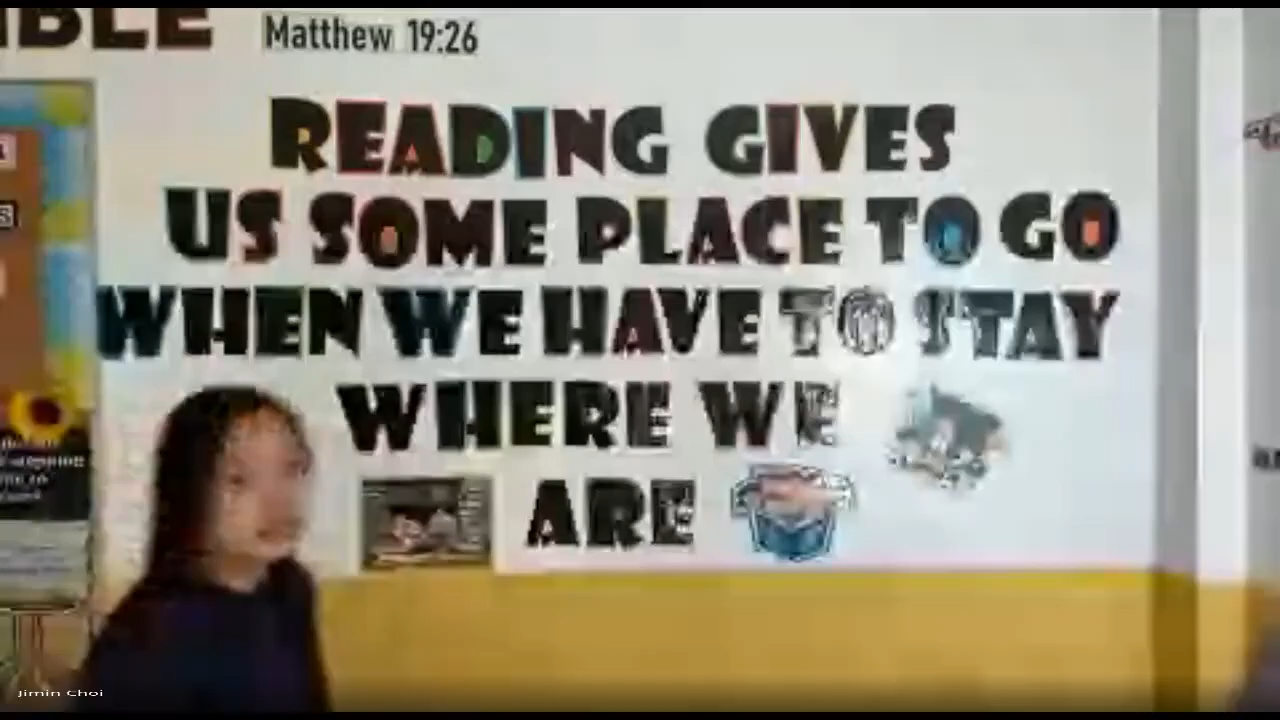 Matthew 19:26
READING GIVES
US SOME PLACE TO GO
WHEN WE HAVE TO STAY
WHERE WE
ARE
Jimin Choi